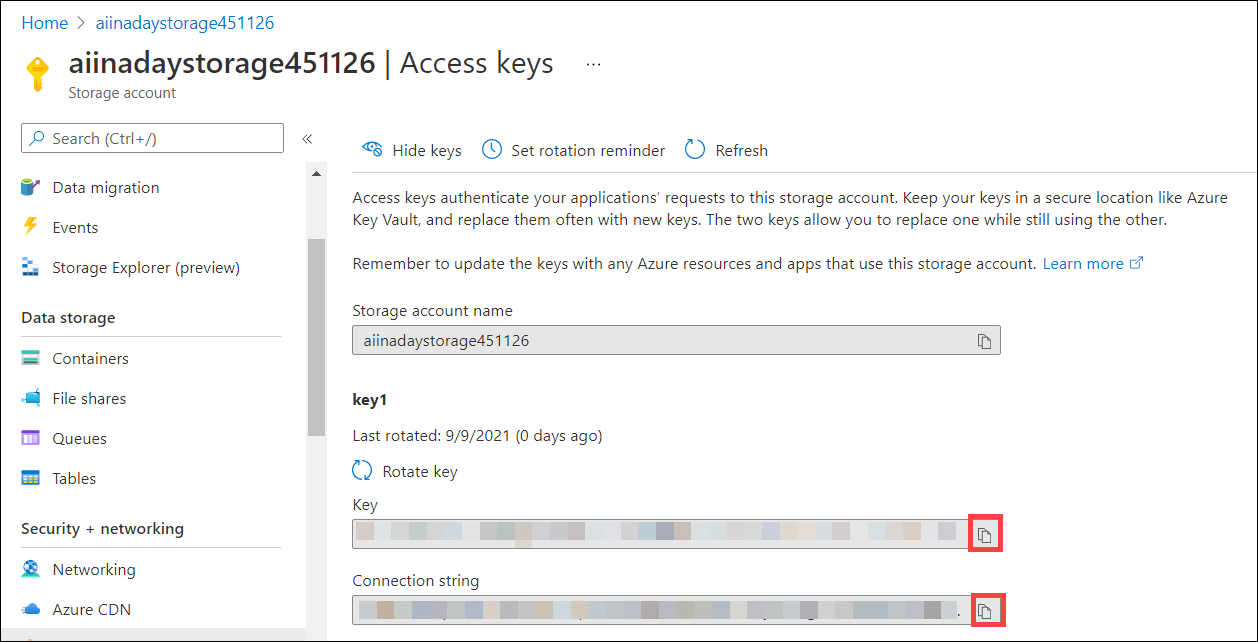 Home > aiinadaystorage451126
aiinadaystorage451126 | Access keys ...
Storage account
Search (Ctrl+/) «
Data migration
Events
Storage Explorer (preview)
Data storage
Containers
File shares
Queues
Tables
Security + networking
Networking
Azure CDN
Hide keys Set rotation reminder Refresh
Access keys authenticate your applications' requests to this storage account. Keep your keys in a secure location like Azure
Key Vault, and replace them often with new keys. The two keys allow you to replace one while still using the other.
Remember to update the keys with any Azure resources and apps that use this storage account. Learn more
Storage account name
aiinadaystorage451126
key1
Last rotated: 9/9/2021 (0 days ago)
Rotate key
Key
Connection string